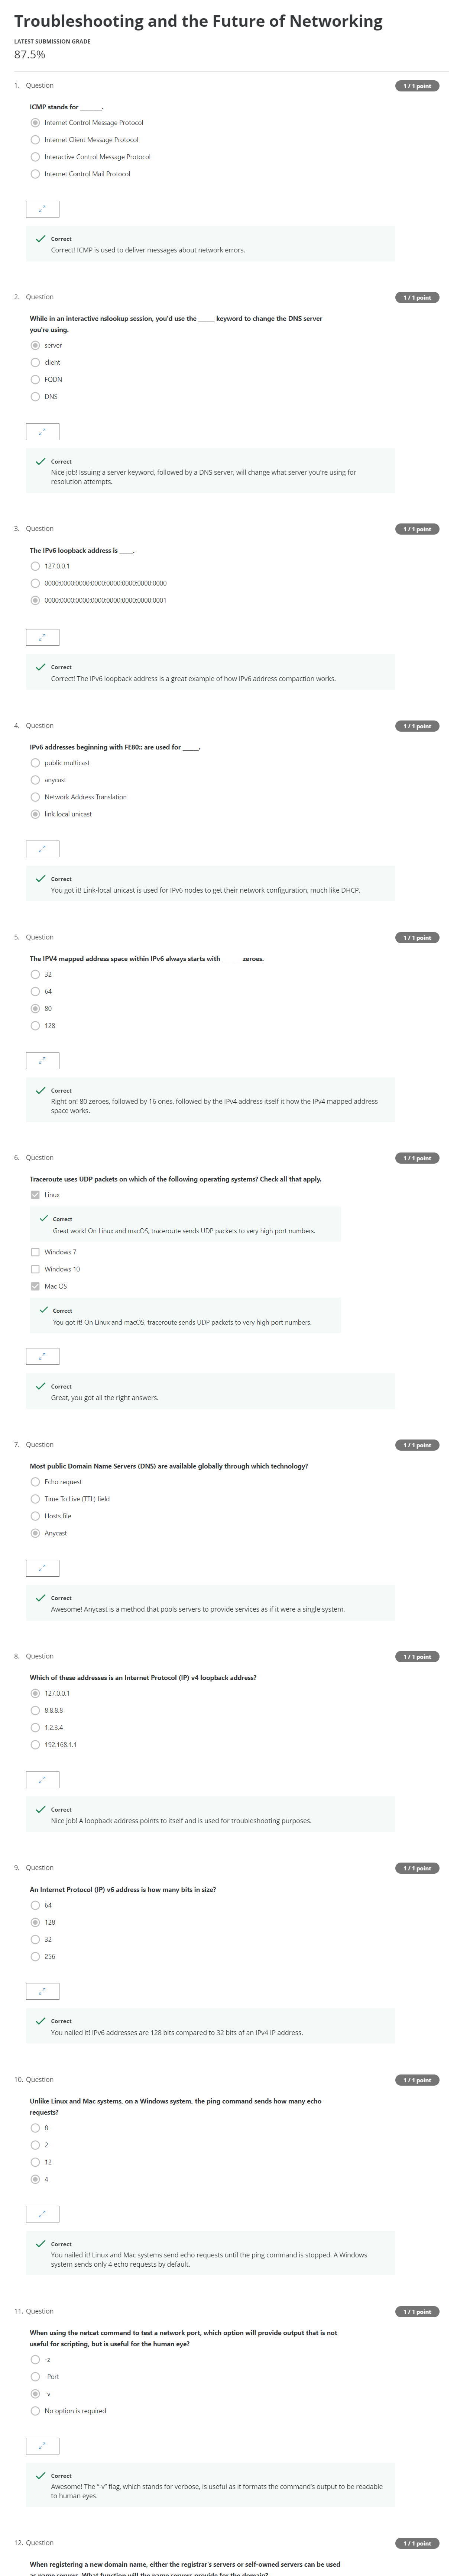 Troubleshooting and the Future of Networking
LATEST SUBMISSION GRADE
87.5%
1. Question
1 / 1 point
ICMP stands for _______.
Internet Control Message Protocol
Internet Client Message Protocol
Interactive Control Message Protocol
Internet Control Mail Protocol
Correct
Correct! ICMP is used to deliver messages about network errors.
2. Question
1 / 1 point
While in an interactive nslookup session, you'd use the _____ keyword to change the DNS server
you're using.
server
client
FQDN
DNS
Correct
Nice job! Issuing a server keyword, followed by a DNS server, will change what server you're using for
resolution attempts.
3. Question
1 / 1 point
The IPv6 loopback address is ____.
127.0.0.1
0000:0000:0000:0000:0000:0000:0000:0000
0000:0000:0000:0000:0000:0000:0000:0001
Correct
Correct! The IPv6 loopback address is a great example of how IPv6 address compaction works.
4. Question
1 / 1 point
IPv6 addresses beginning with FE80:: are used for _____.
public multicast
anycast
Network Address Translation
link local unicast
Correct
You got it! Link-local unicast is used for IPv6 nodes to get their network configuration, much like DHCP.
5. Question
1 / 1 point
The IPV4 mapped address space within IPv6 always starts with ______ zeroes.
32
64
80
128
Correct
Right on! 80 zeroes, followed by 16 ones, followed by the IPv4 address itself it how the IPv4 mapped address
space works.
6. Question
1 / 1 point
Traceroute uses UDP packets on which of the following operating systems? Check all that apply.
Linux
Correct
Great work! On Linux and macOS, traceroute sends UDP packets to very high port numbers.
Windows 7
Windows 10
Mac OS
Correct
You got it! On Linux and macOS, traceroute sends UDP packets to very high port numbers.
Correct
Great, you got all the right answers.
7. Question
1 / 1 point
Most public Domain Name Servers (DNS) are available globally through which technology?
Echo request
Time To Live (TTL) field
Hosts file
Anycast
Correct
Awesome! Anycast is a method that pools servers to provide services as if it were a single system.
8. Question
1 / 1 point
Which of these addresses is an Internet Protocol (IP) v4 loopback address?
127.0.0.1
8.8.8.8
1.2.3.4
192.168.1.1
Correct
Nice job! A loopback address points to itself and is used for troubleshooting purposes.
9. Question
1 / 1 point
An Internet Protocol (IP) v6 address is how many bits in size?
64
128
32
256
Correct
You nailed it! IPv6 addresses are 128 bits compared to 32 bits of an IPv4 IP address.
10. Question
1 / 1 point
Unlike Linux and Mac systems, on a Windows system, the ping command sends how many echo
requests?
8
2
12
4
Correct
You nailed it! Linux and Mac systems send echo requests until the ping command is stopped. A Windows
system sends only 4 echo requests by default.
11. Question
1 / 1 point
When using the netcat command to test a network port, which option will provide output that is not
useful for scripting, but is useful for the human eye?
-z
-Port
-v
No option is required
Correct
Awesome! The "-v" flag, which stands for verbose, is useful as it formats the command's output to be readable
to human eyes.
12. Question
1 / 1 point
When registering a new domain name, either the registrar's servers or self-owned servers can be used
as name servers. What function will the name servers provide for the domain?